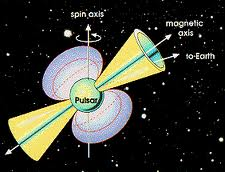 spin axis
magnetic
axis
to Earth
Pulsar